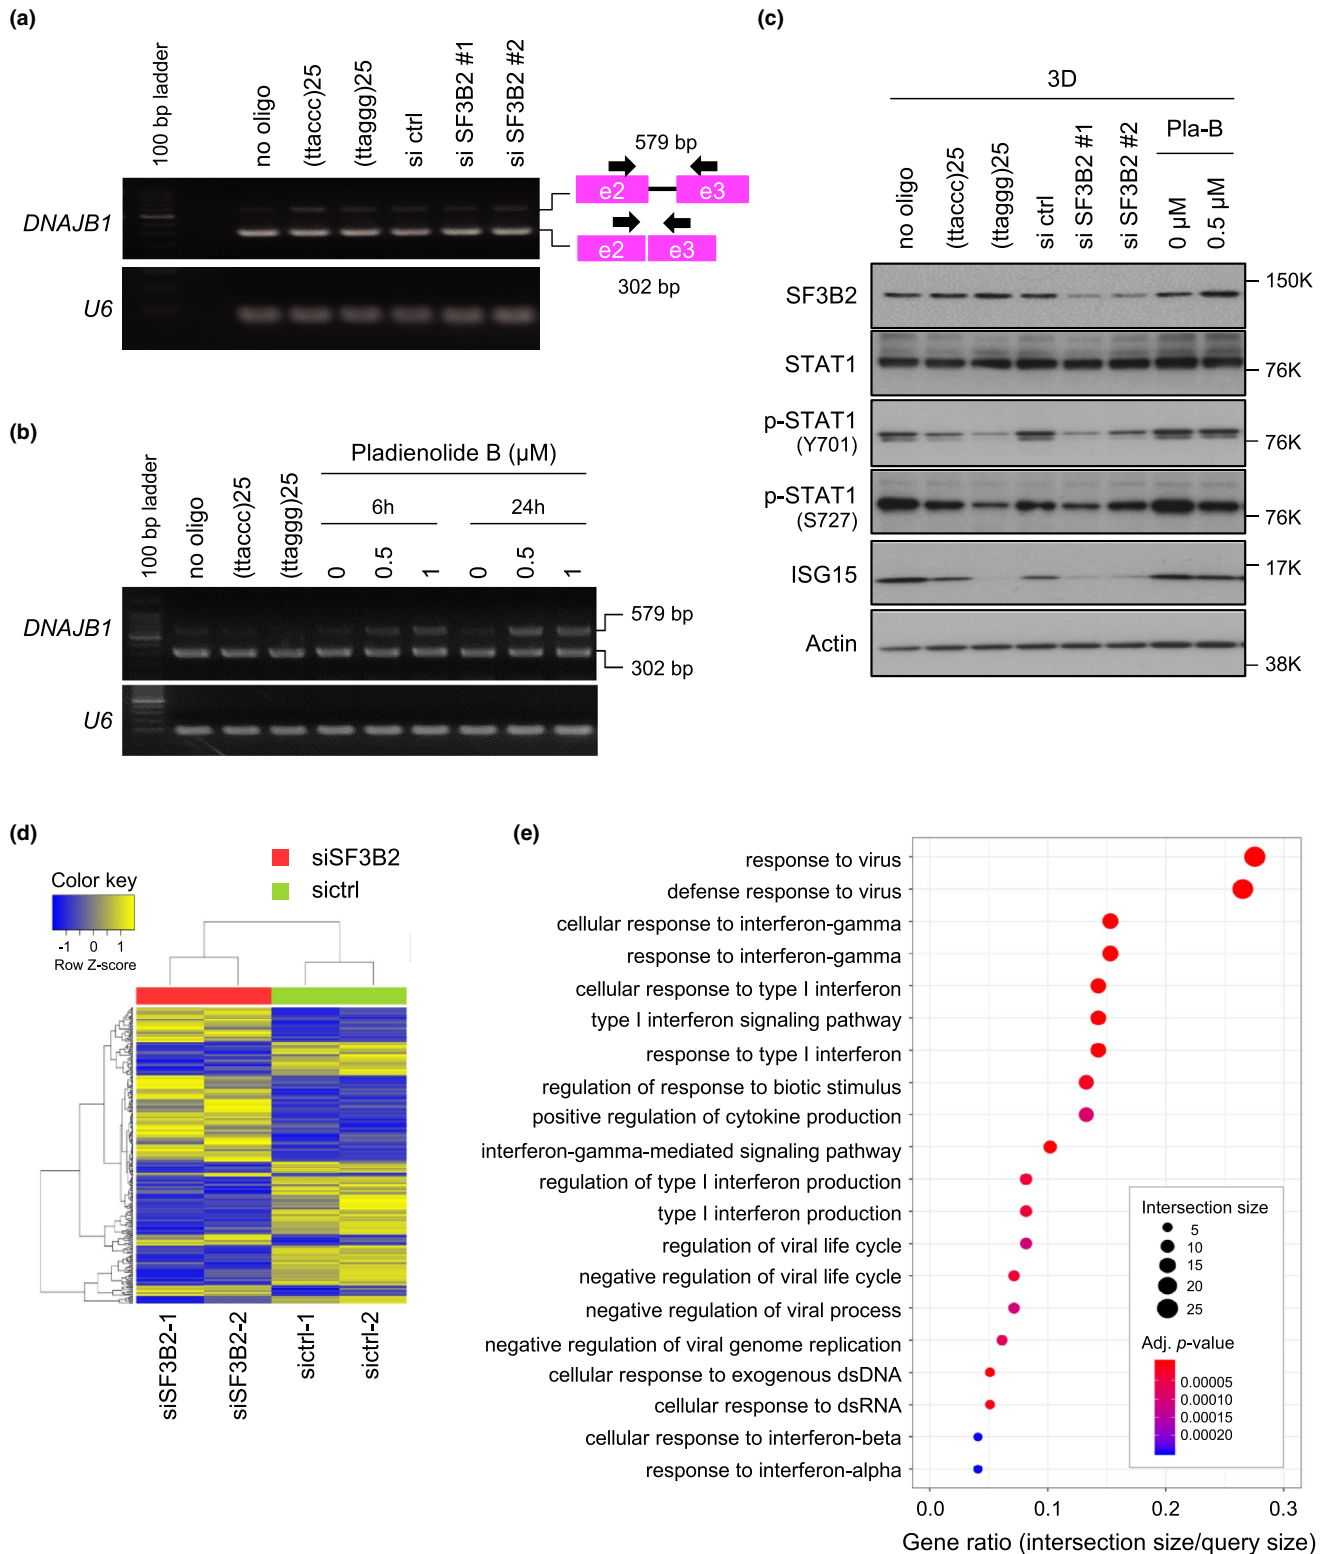 (a)
100 bp ladder
no oligo
(ttaccc)25
(ttaggg)25
si ctrl
si SF3B2 #1
si SF3B2 #2
DNAJB1
U6
579 bp
e2
e3
e2
e3
302 bp
(b)
Pladienolide B (µM)
6h
24h
100 bp ladder
no oligo
(ttaccc)25
(ttaggg)25
0
0.5
1
0
0.5
1
DNAJB1
579 bp
302 bp
U6
(c)
3D
Pla-B
no oligo
(ttaccc)25
(ttaggg)25
si ctrl
si SF3B2 #1
si SF3B2 #2
0 µM
0.5 µM
SF3B2
150K
STAT1
76K
p-STAT1
(Y701)
76K
p-STAT1
(S727)
76K
ISG15
17K
Actin
38K
(d)
siSF3B2
sictrl
Color key
-1 0 1
Row Z-score
siSF3B2-1
siSF3B2-2
sictrl-1
sictrl-2
(e)
response to virus
defense response to virus
cellular response to interferon-gamma
response to interferon-gamma
cellular response to type I interferon
type I interferon signaling pathway
response to type I interferon
regulation of response to biotic stimulus
positive regulation of cytokine production
interferon-gamma-mediated signaling pathway
regulation of type I interferon production
type I interferon production
regulation of viral life cycle
negative regulation of viral life cycle
negative regulation of viral process
negative regulation of viral genome replication
cellular response to exogenous dsDNA
cellular response to dsRNA
cellular response to interferon-beta
response to interferon-alpha
Intersection size
5
10
15
20
25
Adj. p-value
0.00005
0.00010
0.00015
0.00020
0.0 0.1 0.2 0.3
Gene ratio (intersection size/query size)